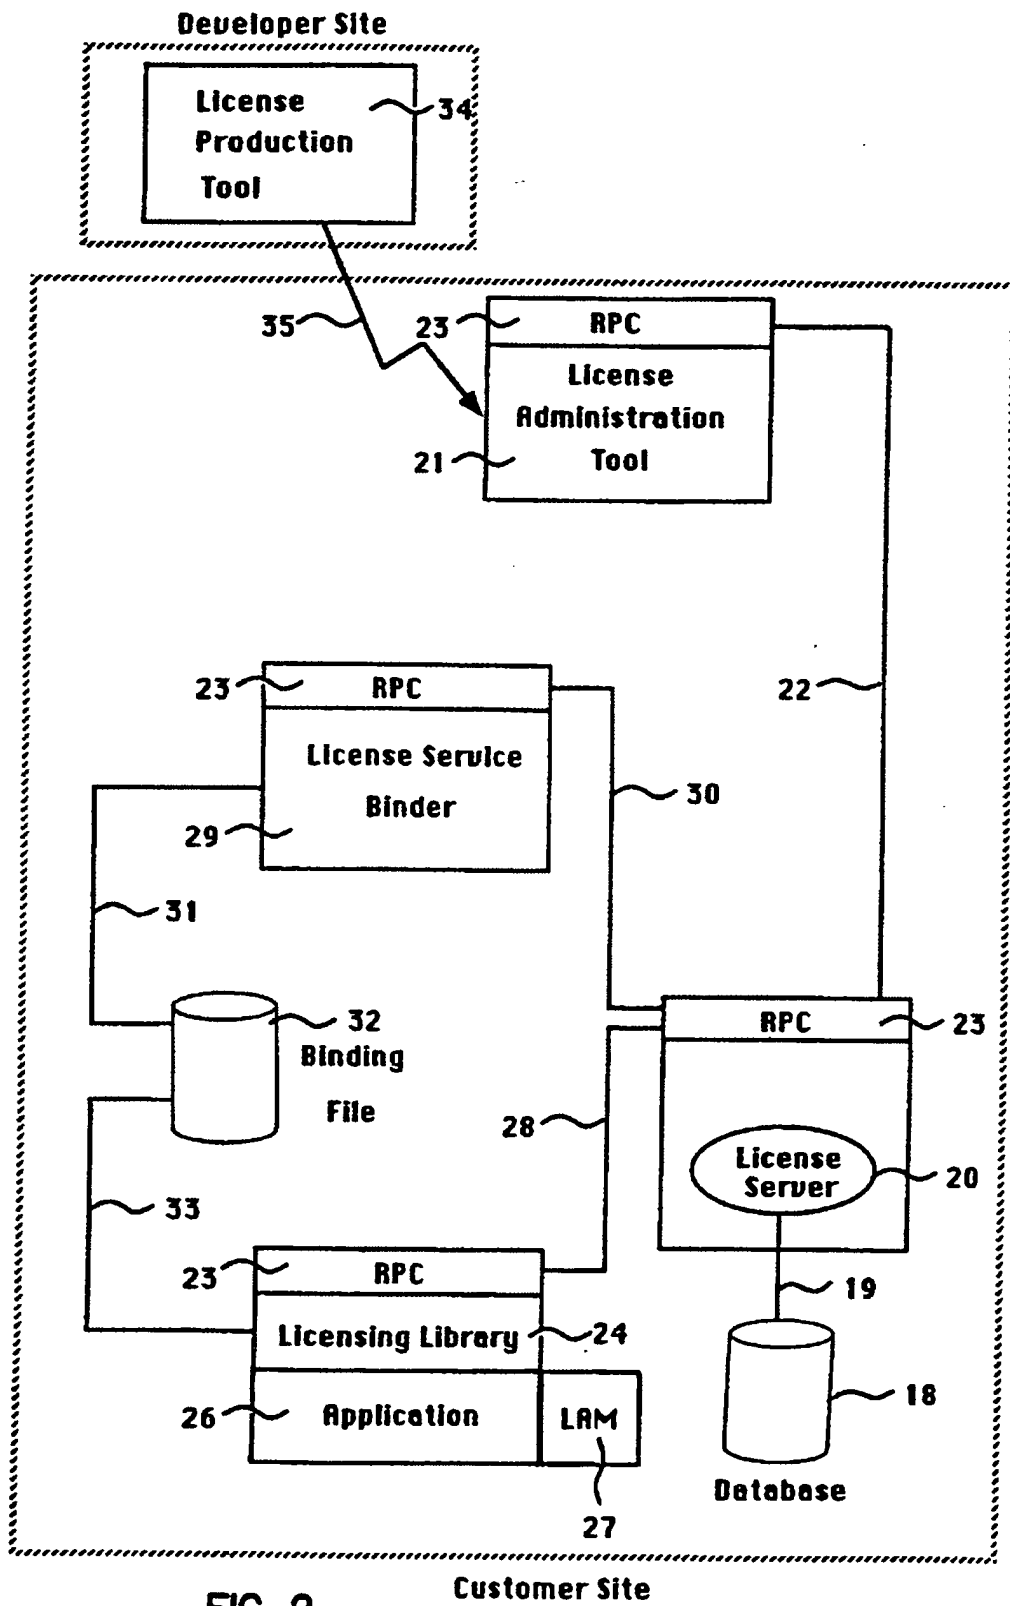 Developer Site
License
Production
Tool
34
35
23
RPC
License
Administration
Tool
21
22
23
RPC
License Service
Binder
29
30
31
32
Binding
File
RPC
23
28
License
Server
20
33
19
23
RPC
Licensing Library
24
26
Application
LAM
27
18
Database
Customer Site